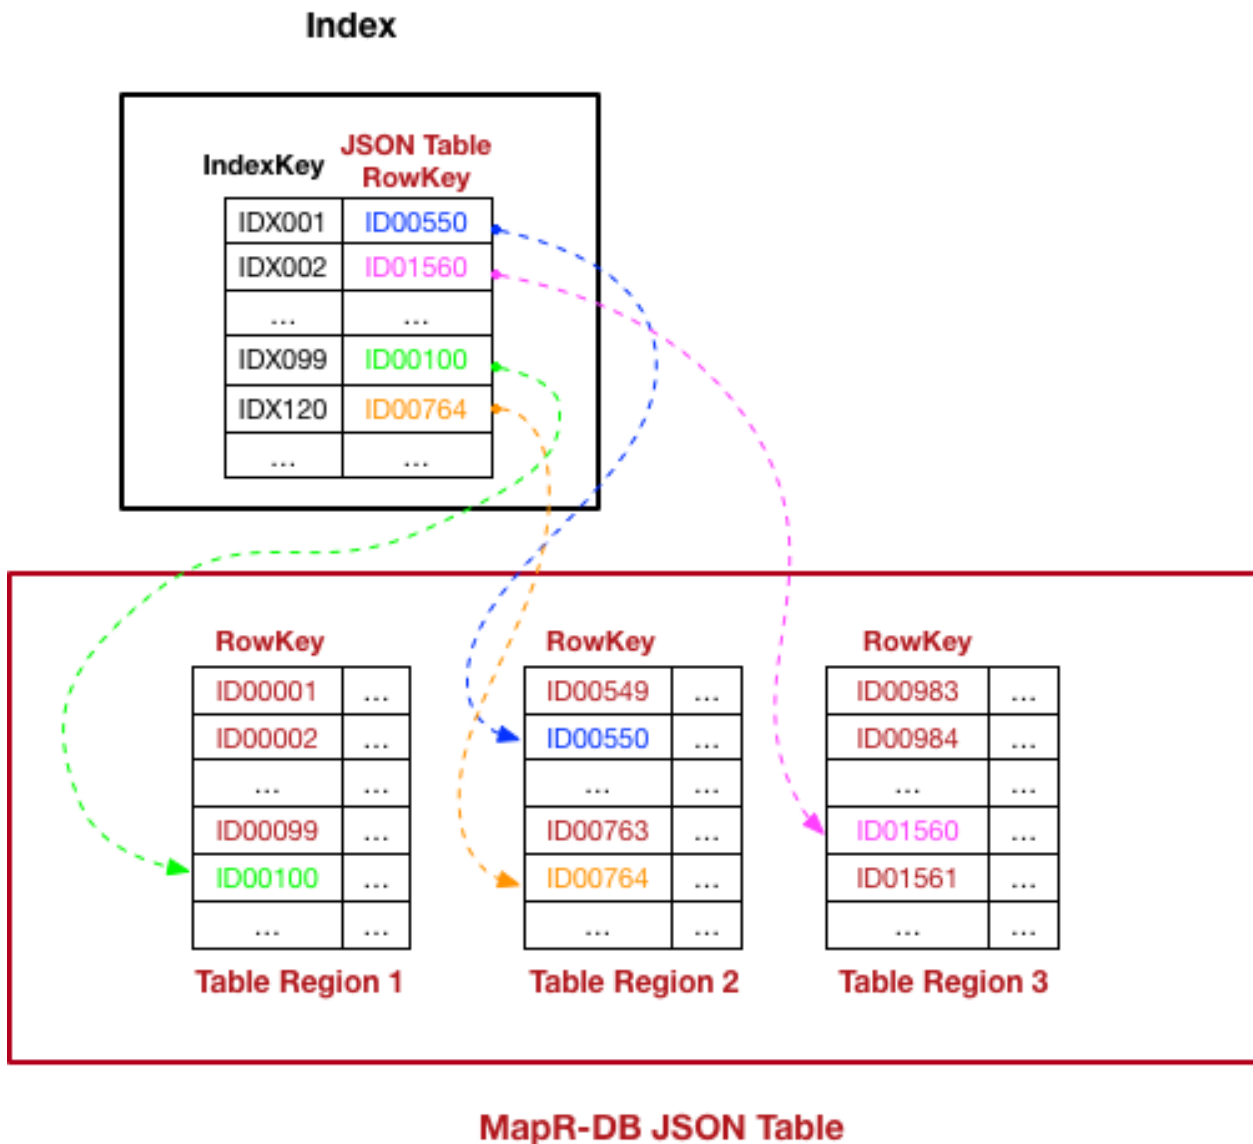 Index
IndexKey JSON Table RowKey
IDX001 ID00550
IDX002 ID01560
... ...
IDX099 ID00100
IDX120 ID00764
... ...
RowKey
ID00001 ...
ID00002 ...
... ...
ID00099 ...
ID00100 ...
... ...
Table Region 1
RowKey
ID00549 ...
ID00550 ...
... ...
ID00763 ...
ID00764 ...
... ...
Table Region 2
RowKey
ID00983 ...
ID00984 ...
... ...
ID01560 ...
ID01561 ...
... ...
Table Region 3
MapR-DB JSON Table